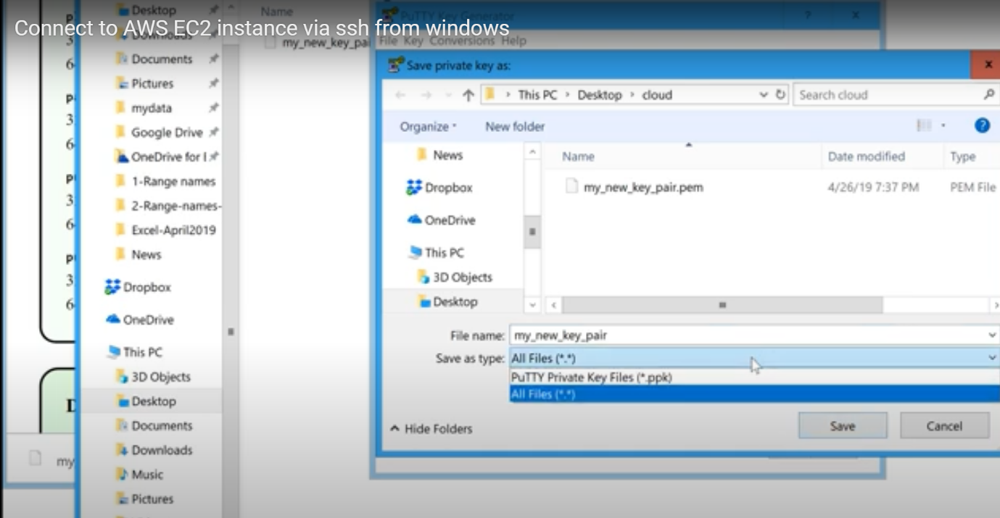 Connect to AWS EC2 instance via ssh from windows
Desktop
Downloads
Documents
Pictures
mydata
Google Drive
OneDrive for
1-Range names
2-Range-names-
Excel-April2019
News
Dropbox
OneDrive
This PC
3D Objects
Desktop
Documents
Downloads
Music
Pictures
Name
my_new_key_pai
my
PuTTY Key Generator
? x
File Key Conversions Help
Save private key as:
x
This PC > Desktop > cloud
Search cloud
Organize
New folder
?
News
Dropbox
OneDrive
This PC
3D Objects
Desktop
Name Date modified Type
my_new_key_pair.pem 4/26/19 7:37 PM PEM File
File name: my_new_key_pair
Save as type: All Files (*.*)
PuTTY Private Key Files (*.ppk)
All Files (*.*)
Hide Folders
Save
Cancel